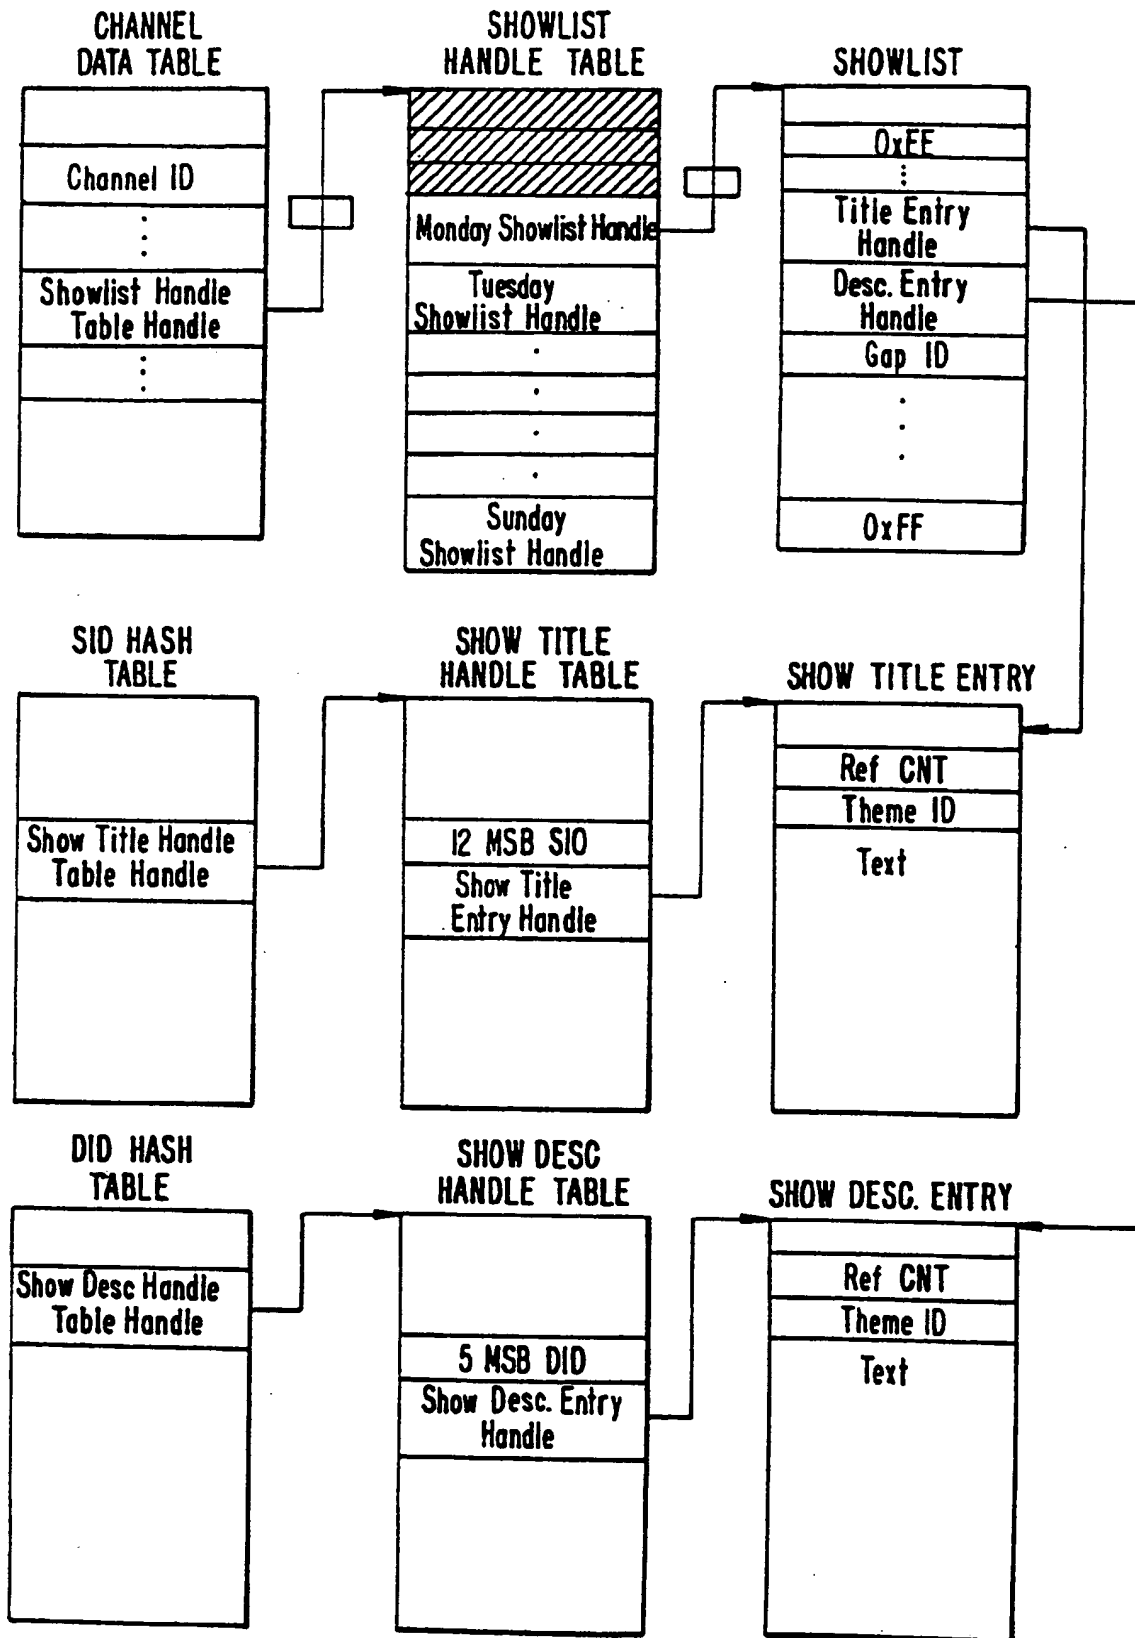 CHANNEL
DATA TABLE
Channel ID
Showlist Handle
Table Handle
SHOWLIST
HANDLE TABLE
Monday Showlist Handle
Tuesday
Showlist Handle
Sunday
Showlist Handle
SHOWLIST
0xEE
Title Entry
Handle
Desc. Entry
Handle
Gap ID
0xFF
SID HASH
TABLE
Show Title Handle
Table Handle
SHOW TITLE
HANDLE TABLE
12 MSB SIO
Show Title
Entry Handle
SHOW TITLE ENTRY
Ref CNT
Theme ID
Text
DID HASH
TABLE
Show Desc Handle
Table Handle
SHOW DESC
HANDLE TABLE
5 MSB DID
Show Desc. Entry
Handle
SHOW DESC. ENTRY
Ref CNT
Theme ID
Text